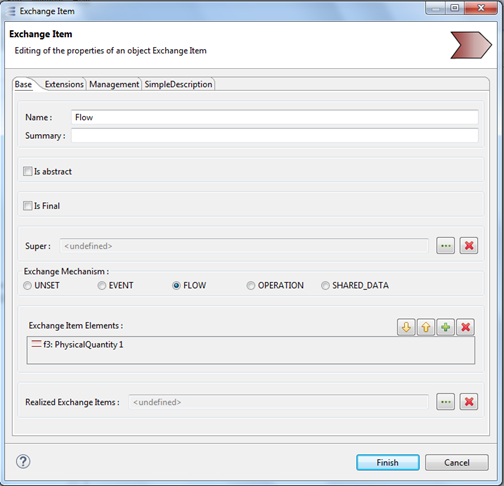 Exchange Item
Exchange Item
Editing of the properties of an object Exchange Item
Base Extensions Management SimpleDescription
Name : Flow
Summary :
Is abstract
Is Final
Super : <undefined>
Exchange Mechanism :
UNSET EVENT FLOW OPERATION SHARED_DATA
Exchange Item Elements :
f3: PhysicalQuantity 1
Realized Exchange Items : <undefined>
Finish Cancel